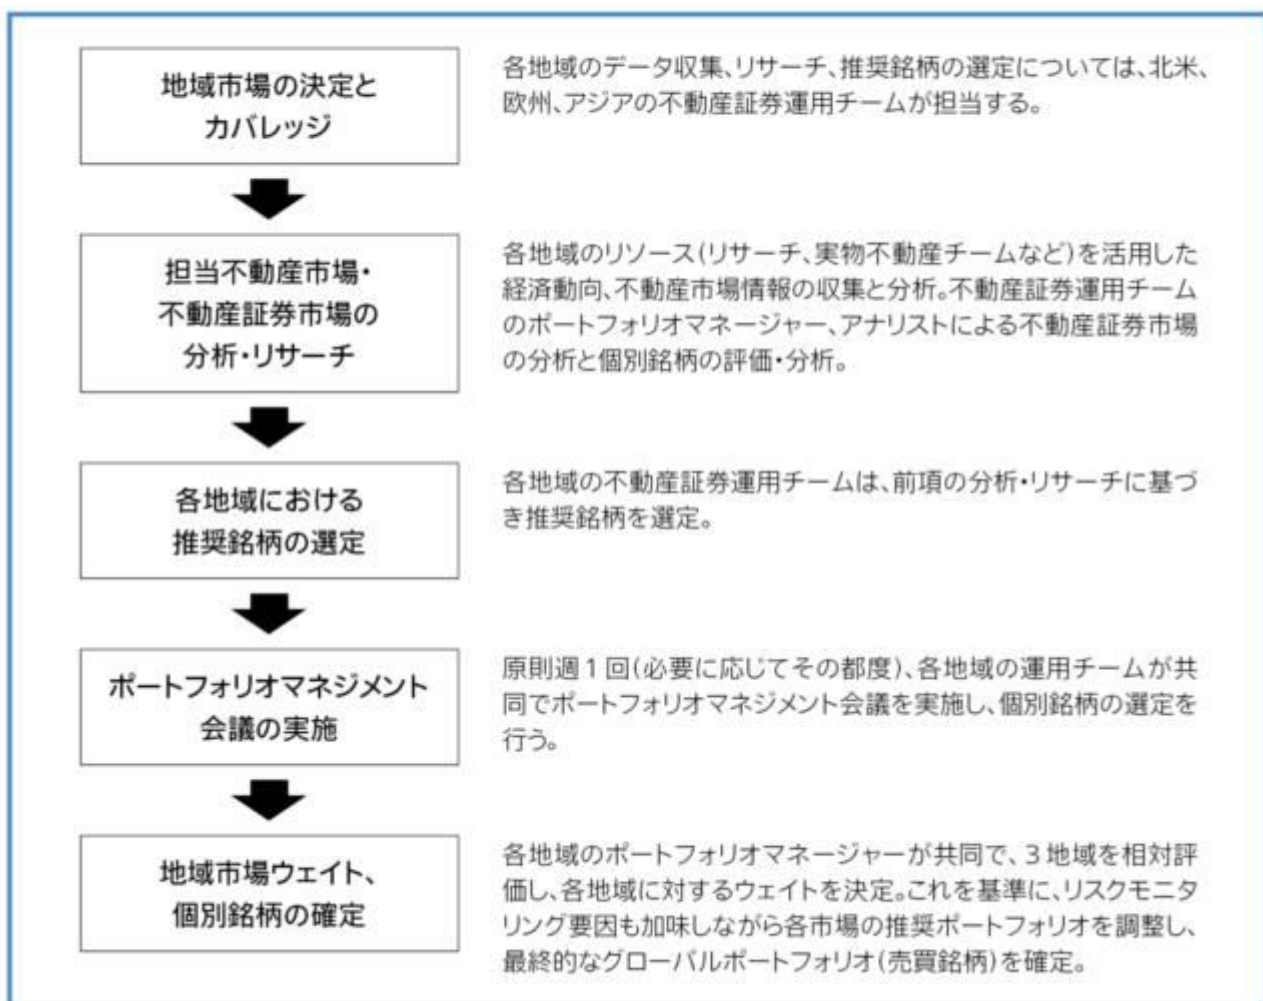 地域市場の決定と
カバレッジ
各地域のデータ収集、リサーチ、推奨銘柄の選定については、北米、
欧州、アジアの不動産証券運用チームが担当する。
担当不動産市場・
不動産証券市場の
分析・リサーチ
各地域のリソース(リサーチ、実物不動産チームなど)を活用した
経済動向、不動産市場情報の収集と分析。不動産証券運用チーム
のポートフォリオマネージャー、アナリストによる不動産証券市場
の分析と個別銘柄の評価・分析。
各地域における
推奨銘柄の選定
各地域の不動産証券運用チームは、前項の分析・リサーチに基づ
き推奨銘柄を選定。
ポートフォリオマネジメント
会議の実施
原則週1回(必要に応じてその都度)、各地域の運用チームが共
同でポートフォリオマネジメント会議を実施し、個別銘柄の選定を
行う。
地域市場ウェイト、
個別銘柄の確定
各地域のポートフォリオマネージャーが共同で、3地域を相対評
価し、各地域に対するウェイトを決定。これを基準に、リスクモニタ
リング要因も加味しながら各市場の推奨ポートフォリオを調整し、
最終的なグローバルポートフォリオ(売買銘柄)を確定。